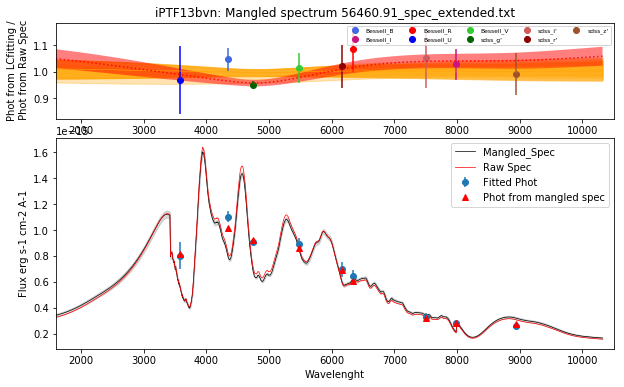 iPTF13bvn: Mangled spectrum 56460.91_spec_extended.txt
Phot from LCfitting /
Phot from Raw Spec
1.1
1.0
0.9
Bessell_B
Bessell_I
Bessell_R
Bessell_U
Bessell_V
sdss_g'
sdss_i'
sdss_r'
sdss_z'
2000 3000 4000 5000 6000 7000 8000 9000 10000
Flux erg s-1 cm-2 A-1
1.6
1.4
1.2
1.0
0.8
0.6
0.4
0.2
Mangled_Spec
Raw Spec
Fitted Phot
Phot from mangled spec
2000 3000 4000 5000 6000 7000 8000 9000 10000
Wavelenght